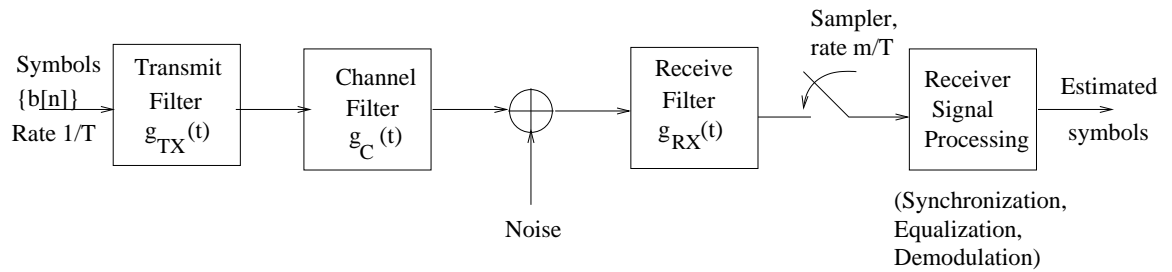 Symbols
{b[n]}
Rate 1/T
Transmit
Filter
g_TX(t)
Channel
Filter
g_C(t)
Noise
Receive
Filter
g_RX(t)
Sampler,
rate m/T
Receiver
Signal
Processing
(Synchronization,
Equalization,
Demodulation)
Estimated
symbols